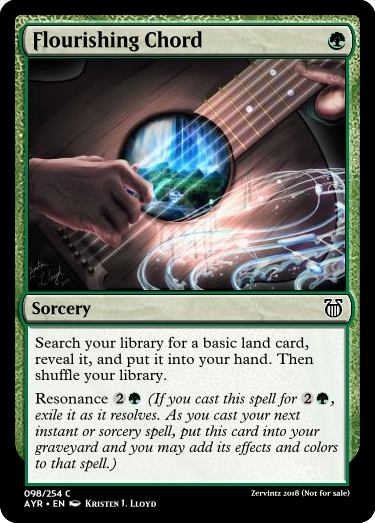 Flourishing Chord
Sorcery
Search your library for a basic land card,
reveal it, and put it into your hand. Then
shuffle your library.
Resonance 2 (If you cast this spell for 2 ,
exile it as it resolves. As you cast your next
instant or sorcery spell, put this card into your
graveyard and you may add its effects and colors
to that spell.)
098/254 C
AYR • EN KRISTEN J. LLOYD
Zervintz 2018 (Not for sale)